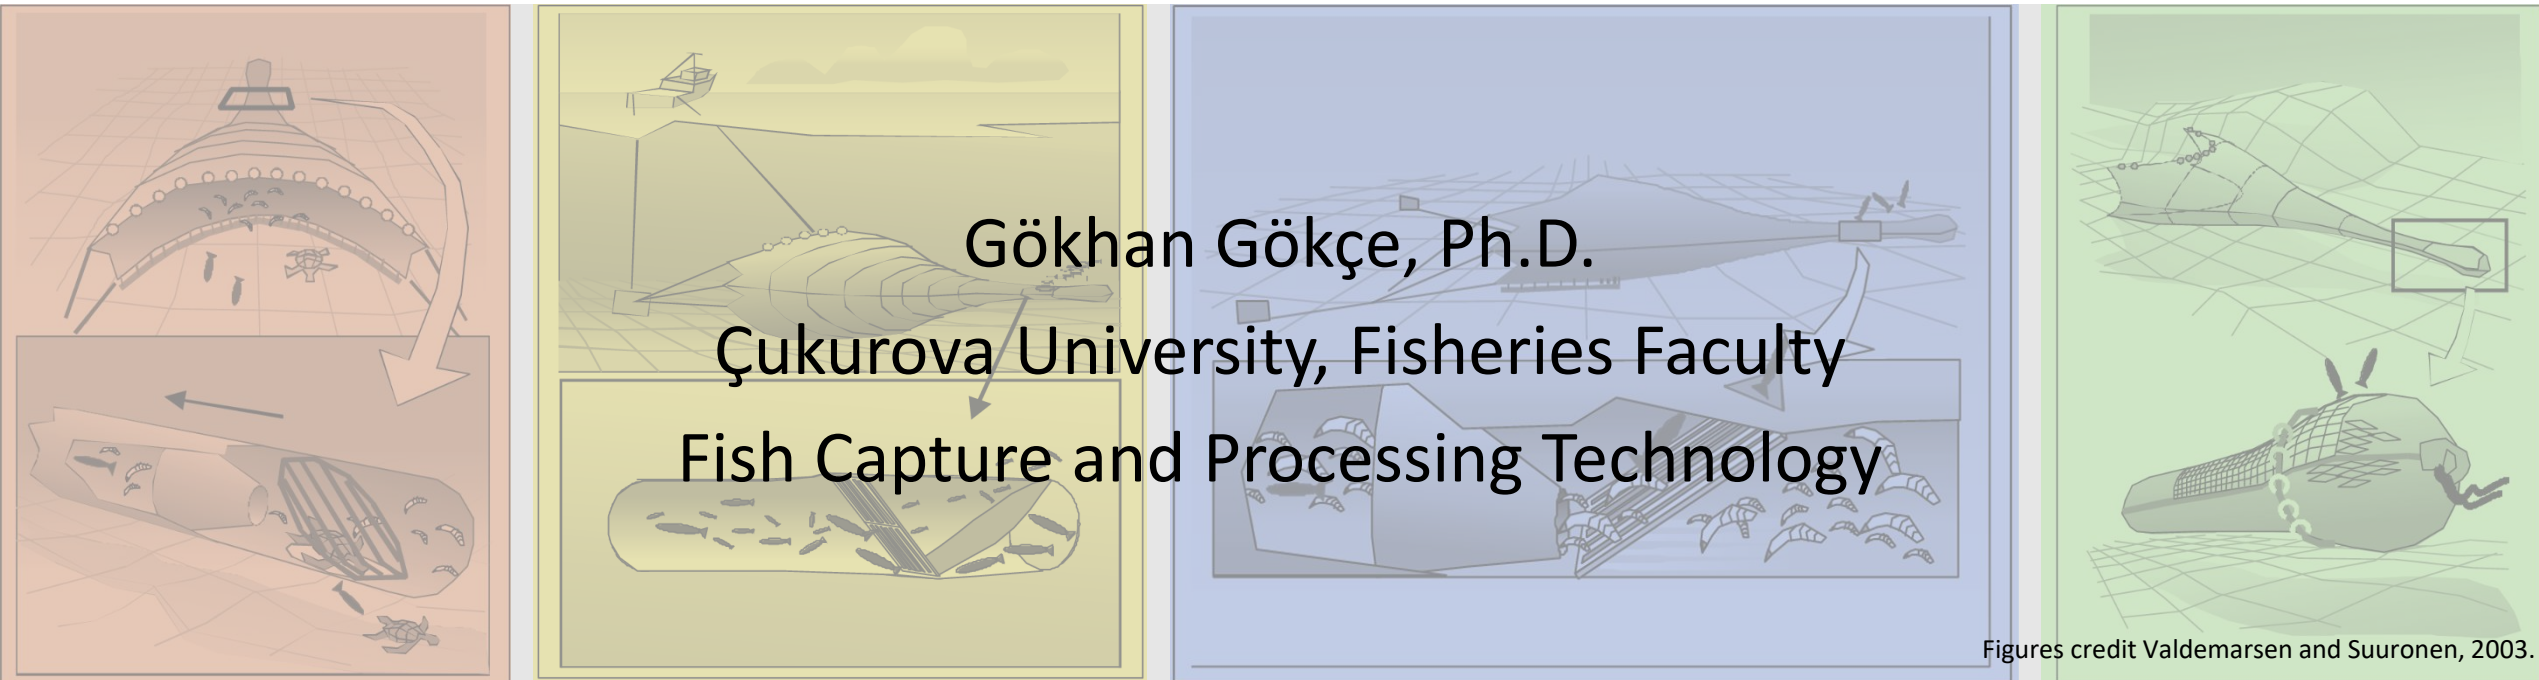 Gökhan Gökçe, Ph.D.
Çukurova University, Fisheries Faculty
Fish Capture and Processing Technology
Figures credit Valdemarsen and Suuronen, 2003.